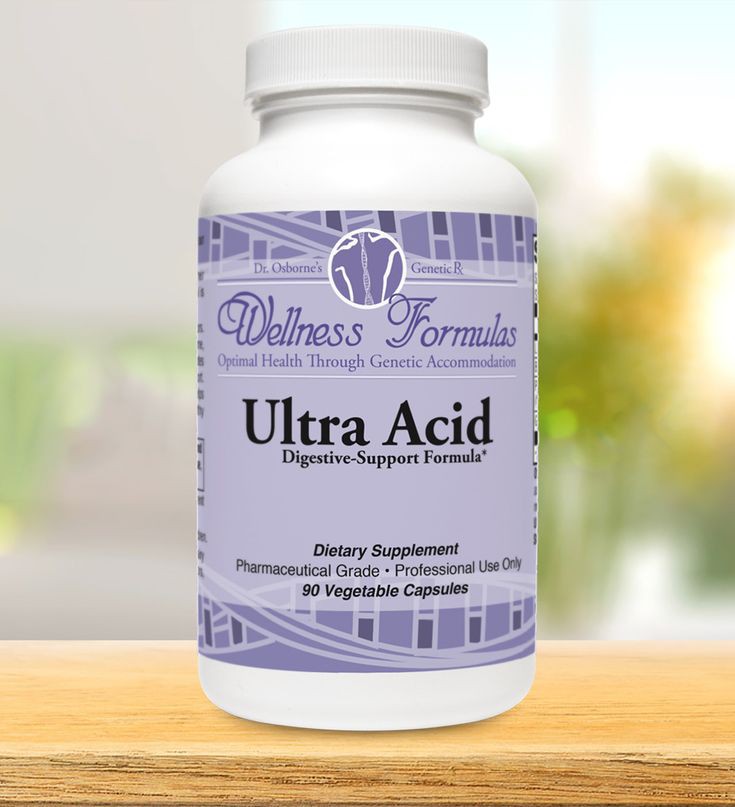 Dr. Osborne's Genetic Rx
Wellness Formulas
Optimal Health Through Genetic Accommodation
Ultra Acid
Digestive-Support Formula*
Dietary Supplement
Pharmaceutical Grade • Professional Use Only
90 Vegetable Capsules